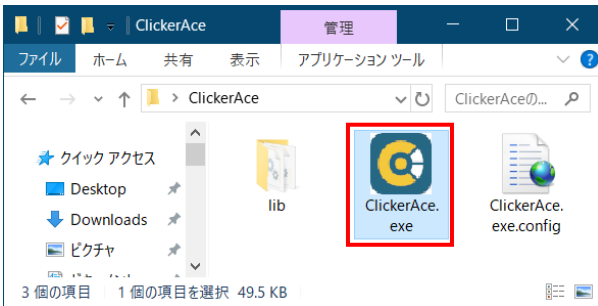 ClickerAce
管理
ファイル ホーム 共有 表示 アプリケーション ツール
ClickerAce
ClickerAceの...
クイック アクセス
Desktop
Downloads
ピクチャ
lib
ClickerAce.
exe
ClickerAce.
exe.config
3 個の項目 1 個の項目を選択 49.5 KB